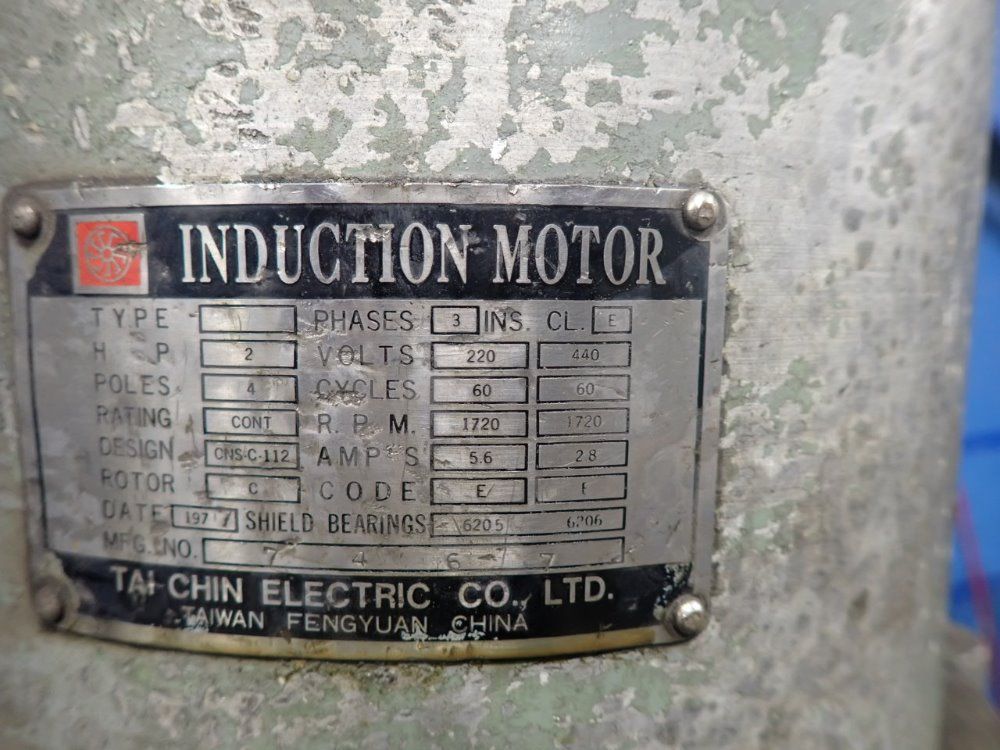 INDUCTION MOTOR
TYPE PHASES 3 INS. CL. E
H P 2 VOLTS 220 440
POLES 4 CYCLES 60 60
RATING CONT R. P. M. 1720 1720
DESIGN CNS-C-112 AMPS 5.6 2.8
ROTOR C CODE E
DATE 197 7 SHIELD BEARINGS 6205 6206
MFG. NO. 7 4 6 7
TAI-CHIN ELECTRIC CO., LTD.
TAIWAN FENGYUAN CHINA